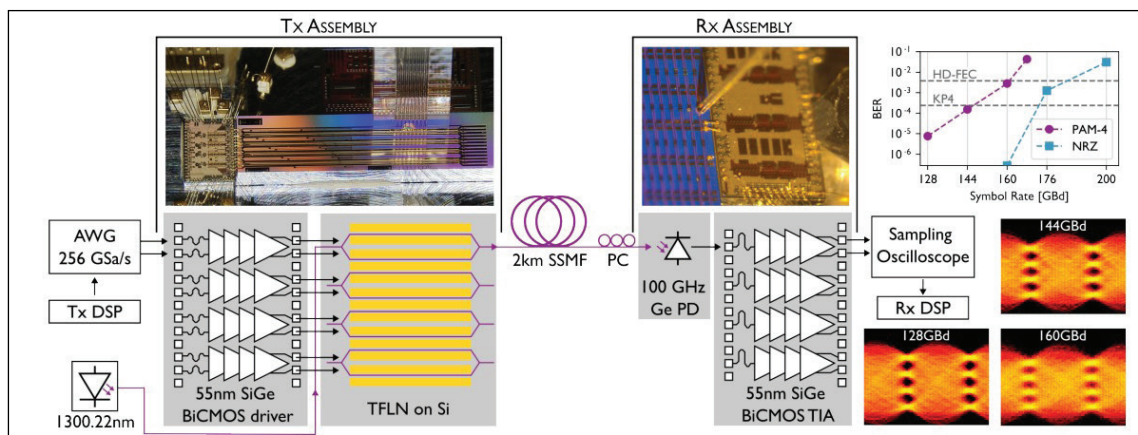 TX ASSEMBLY
RX ASSEMBLY
10⁻¹
10⁻²
10⁻³
10⁻⁴
10⁻⁵
10⁻⁶
BER
HD-FEC
KP4
PAM-4
NRZ
128 144 160 176 200
Symbol Rate [GBd]
AWG
256 GSa/s
Tx DSP
1300.22nm
55nm SiGe
BiCMOS driver
TFLN on Si
2km SSMF
PC
100 GHz
Ge PD
55nm SiGe
BiCMOS TIA
Sampling
Oscilloscope
Rx DSP
144GBd
128GBd
160GBd